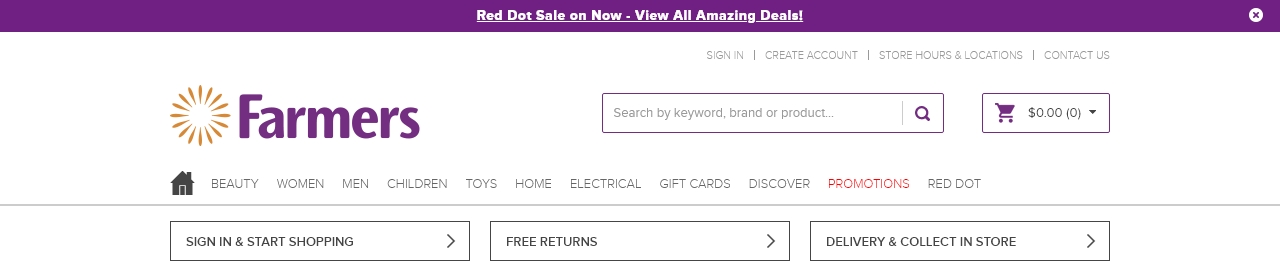 Red Dot Sale on Now - View All Amazing Deals!
SIGN IN | CREATE ACCOUNT | STORE HOURS & LOCATIONS | CONTACT US
Farmers
Search by keyword, brand or product...
$0.00 (0)
BEAUTY WOMEN MEN CHILDREN TOYS HOME ELECTRICAL GIFT CARDS DISCOVER PROMOTIONS RED DOT
SIGN IN & START SHOPPING
FREE RETURNS
DELIVERY & COLLECT IN STORE